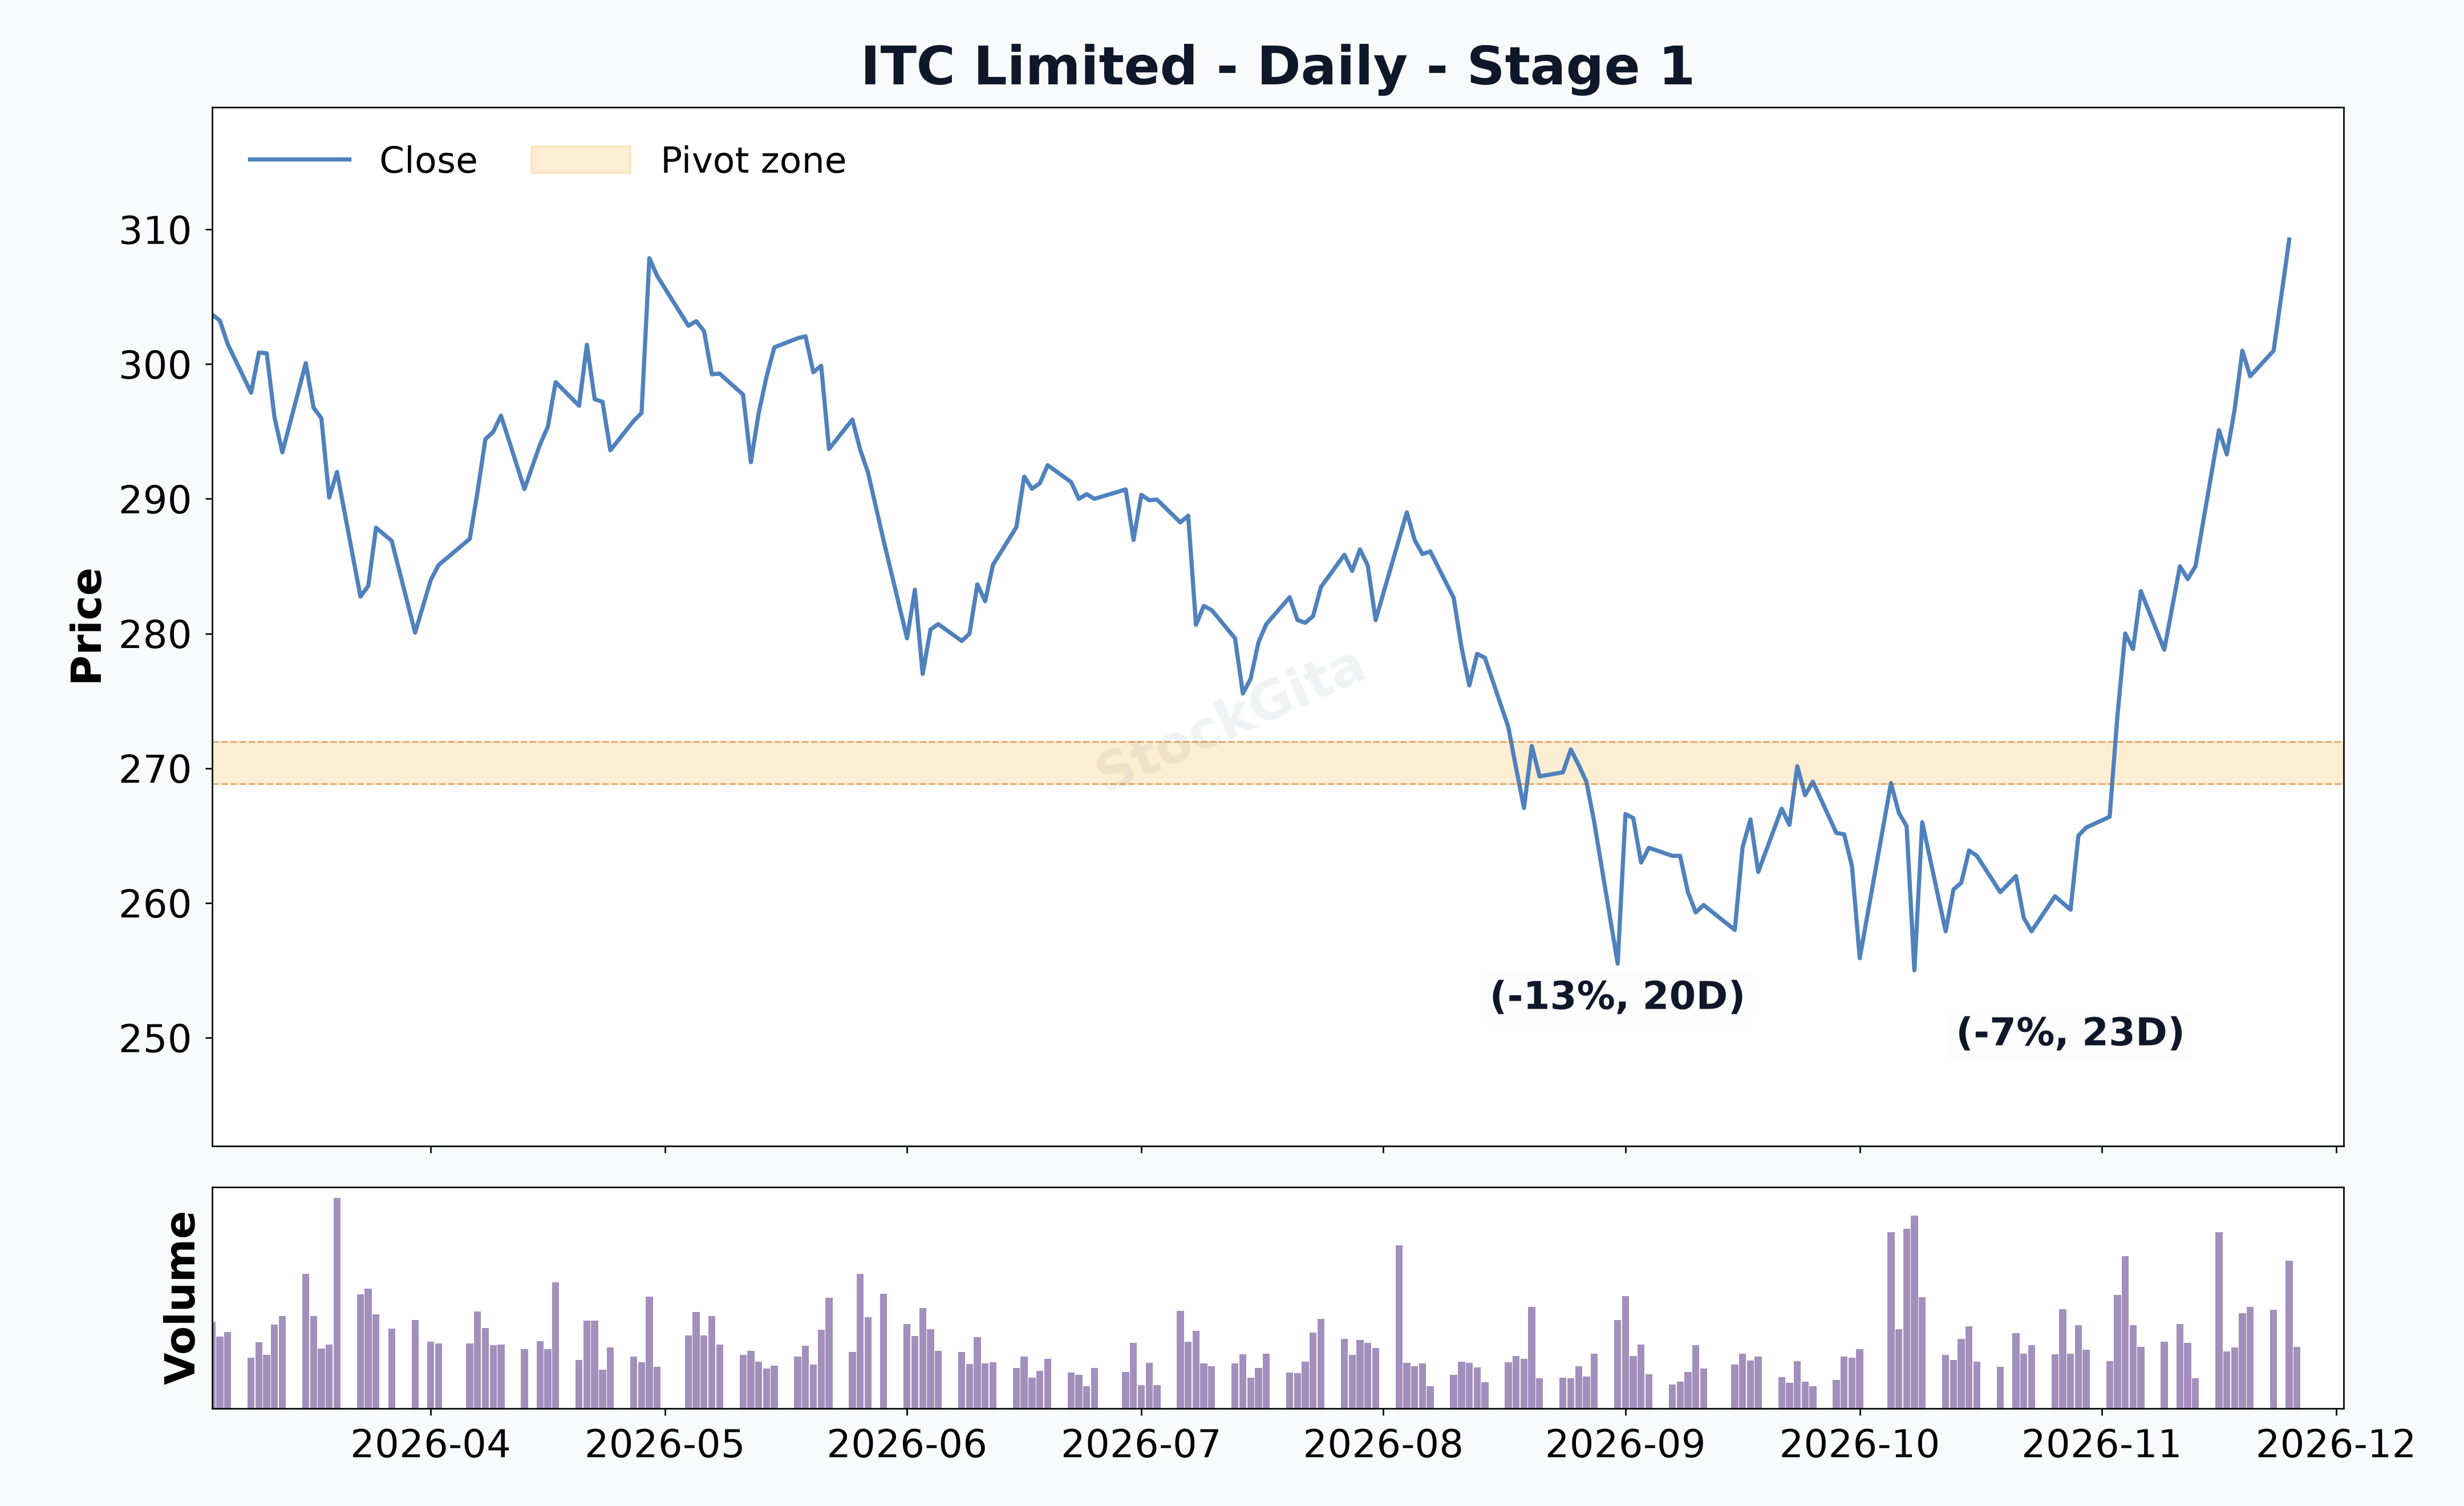 ITC Limited - Daily - Stage 1
Close
Pivot zone
310
300
290
280
270
260
250
Price
StockGita
(-13%, 20D)
(-7%, 23D)
Volume
2026-04
2026-05
2026-06
2026-07
2026-08
2026-09
2026-10
2026-11
2026-12